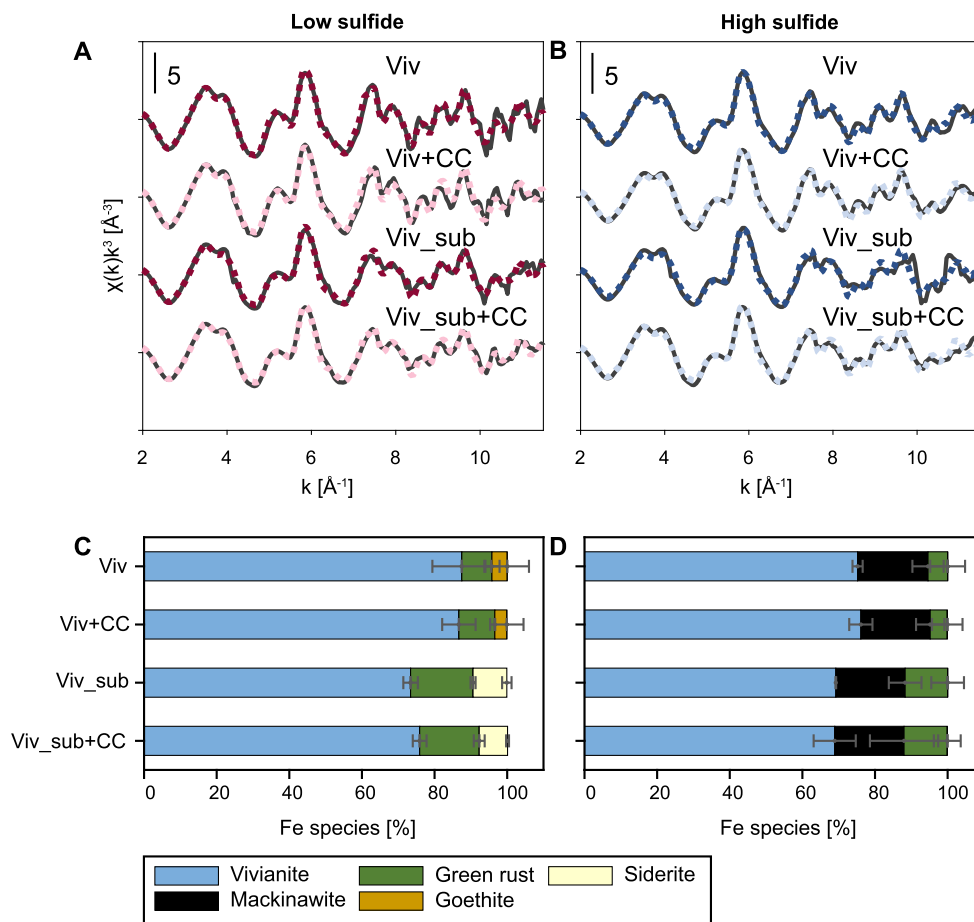 Low sulfide
High sulfide
A
5
Viv
Viv+CC
Viv_sub
Viv_sub+CC
χ(k)k³ [Å⁻³]
2 4 6 8 10
k [Å⁻¹]
B
5
Viv
Viv+CC
Viv_sub
Viv_sub+CC
2 4 6 8 10
k [Å⁻¹]
C
Viv
Viv+CC
Viv_sub
Viv_sub+CC
0 20 40 60 80 100
Fe species [%]
D
0 20 40 60 80 100
Fe species [%]
Vivianite
Green rust
Siderite
Mackinawite
Goethite